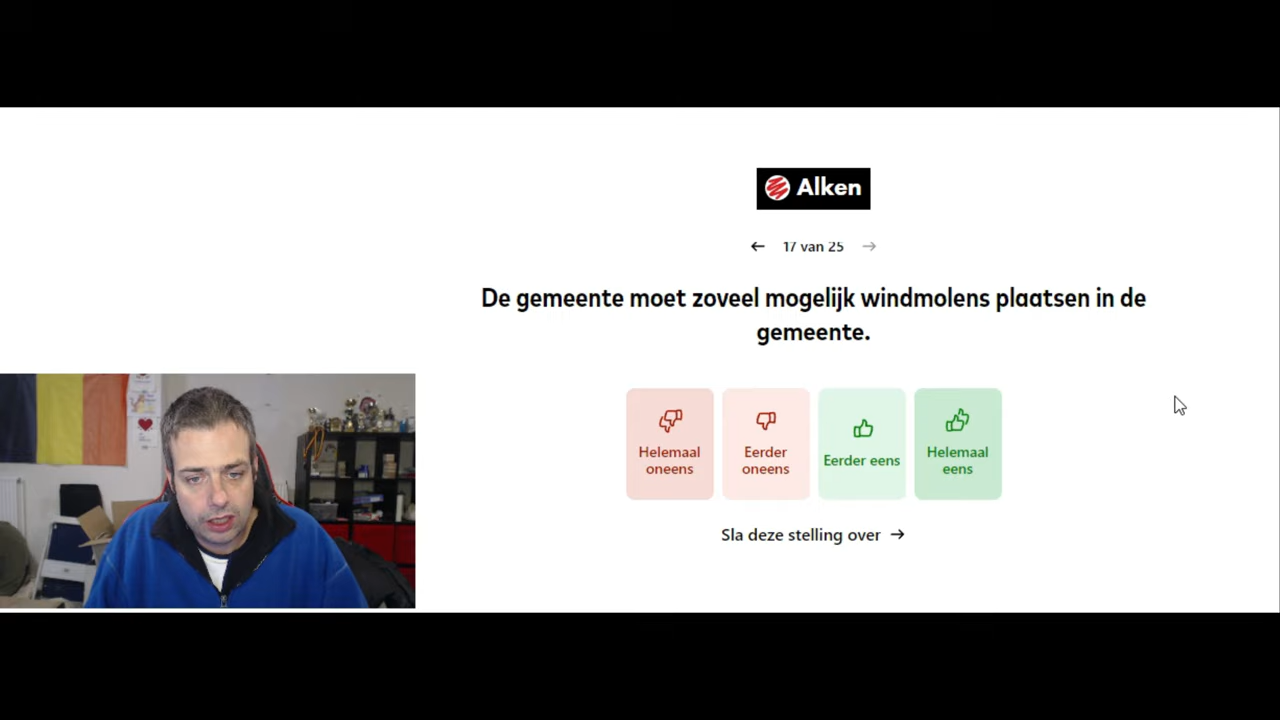 Alken
17 van 25
De gemeente moet zoveel mogelijk windmolens plaatsen in de
gemeente.
Helemaal
oneens
Eerder
oneens
Eerder eens
Helemaal
eens
Sla deze stelling over